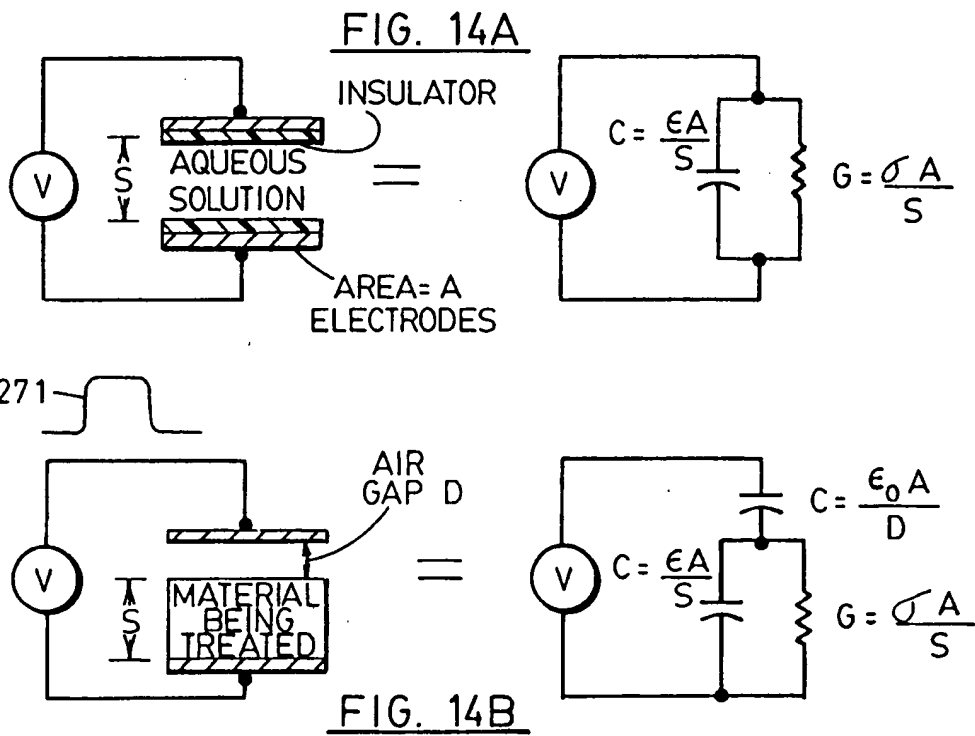 FIG. 14A
INSULATOR
V
S
AQUEOUS
SOLUTION
=
AREA= A
ELECTRODES
V
C= ϵA/S
G= σA/S
271
AIR
GAP D
V
S
MATERIAL
BEING
TREATED
=
V
C= ϵ₀A/D
C= ϵA/S
G= σA/S
FIG. 14B